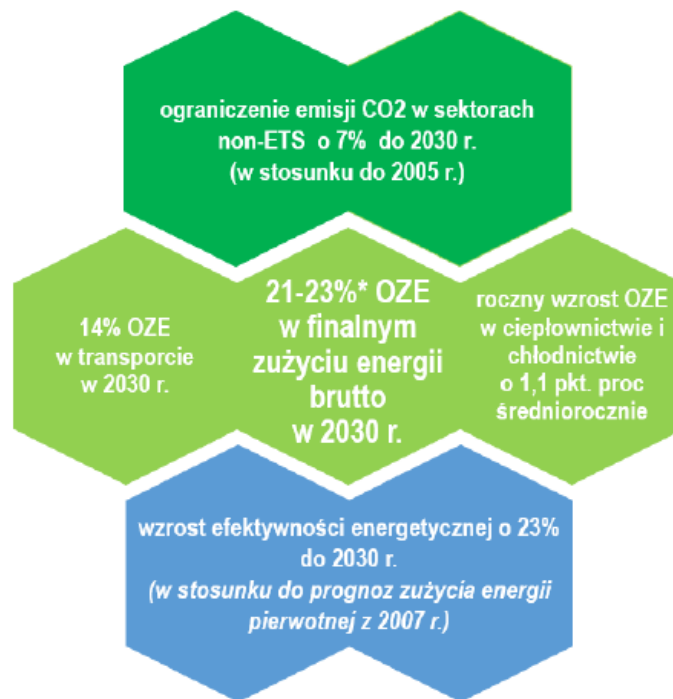 ograniczenie emisji CO2 w sektorach
non-ETS o 7% do 2030 r.
(w stosunku do 2005 r.)
14% OZE
w transporcie
w 2030 r.
21-23%* OZE
w finalnym
zużyciu energii
brutto
w 2030 r.
roczny wzrost OZE
w ciepłownictwie i
chłodnictwie
o 1,1 pkt. proc
średniorocznie
wzrost efektywności energetycznej o 23%
do 2030 r.
(w stosunku do prognoz zużycia energii
pierwotnej z 2007 r.)